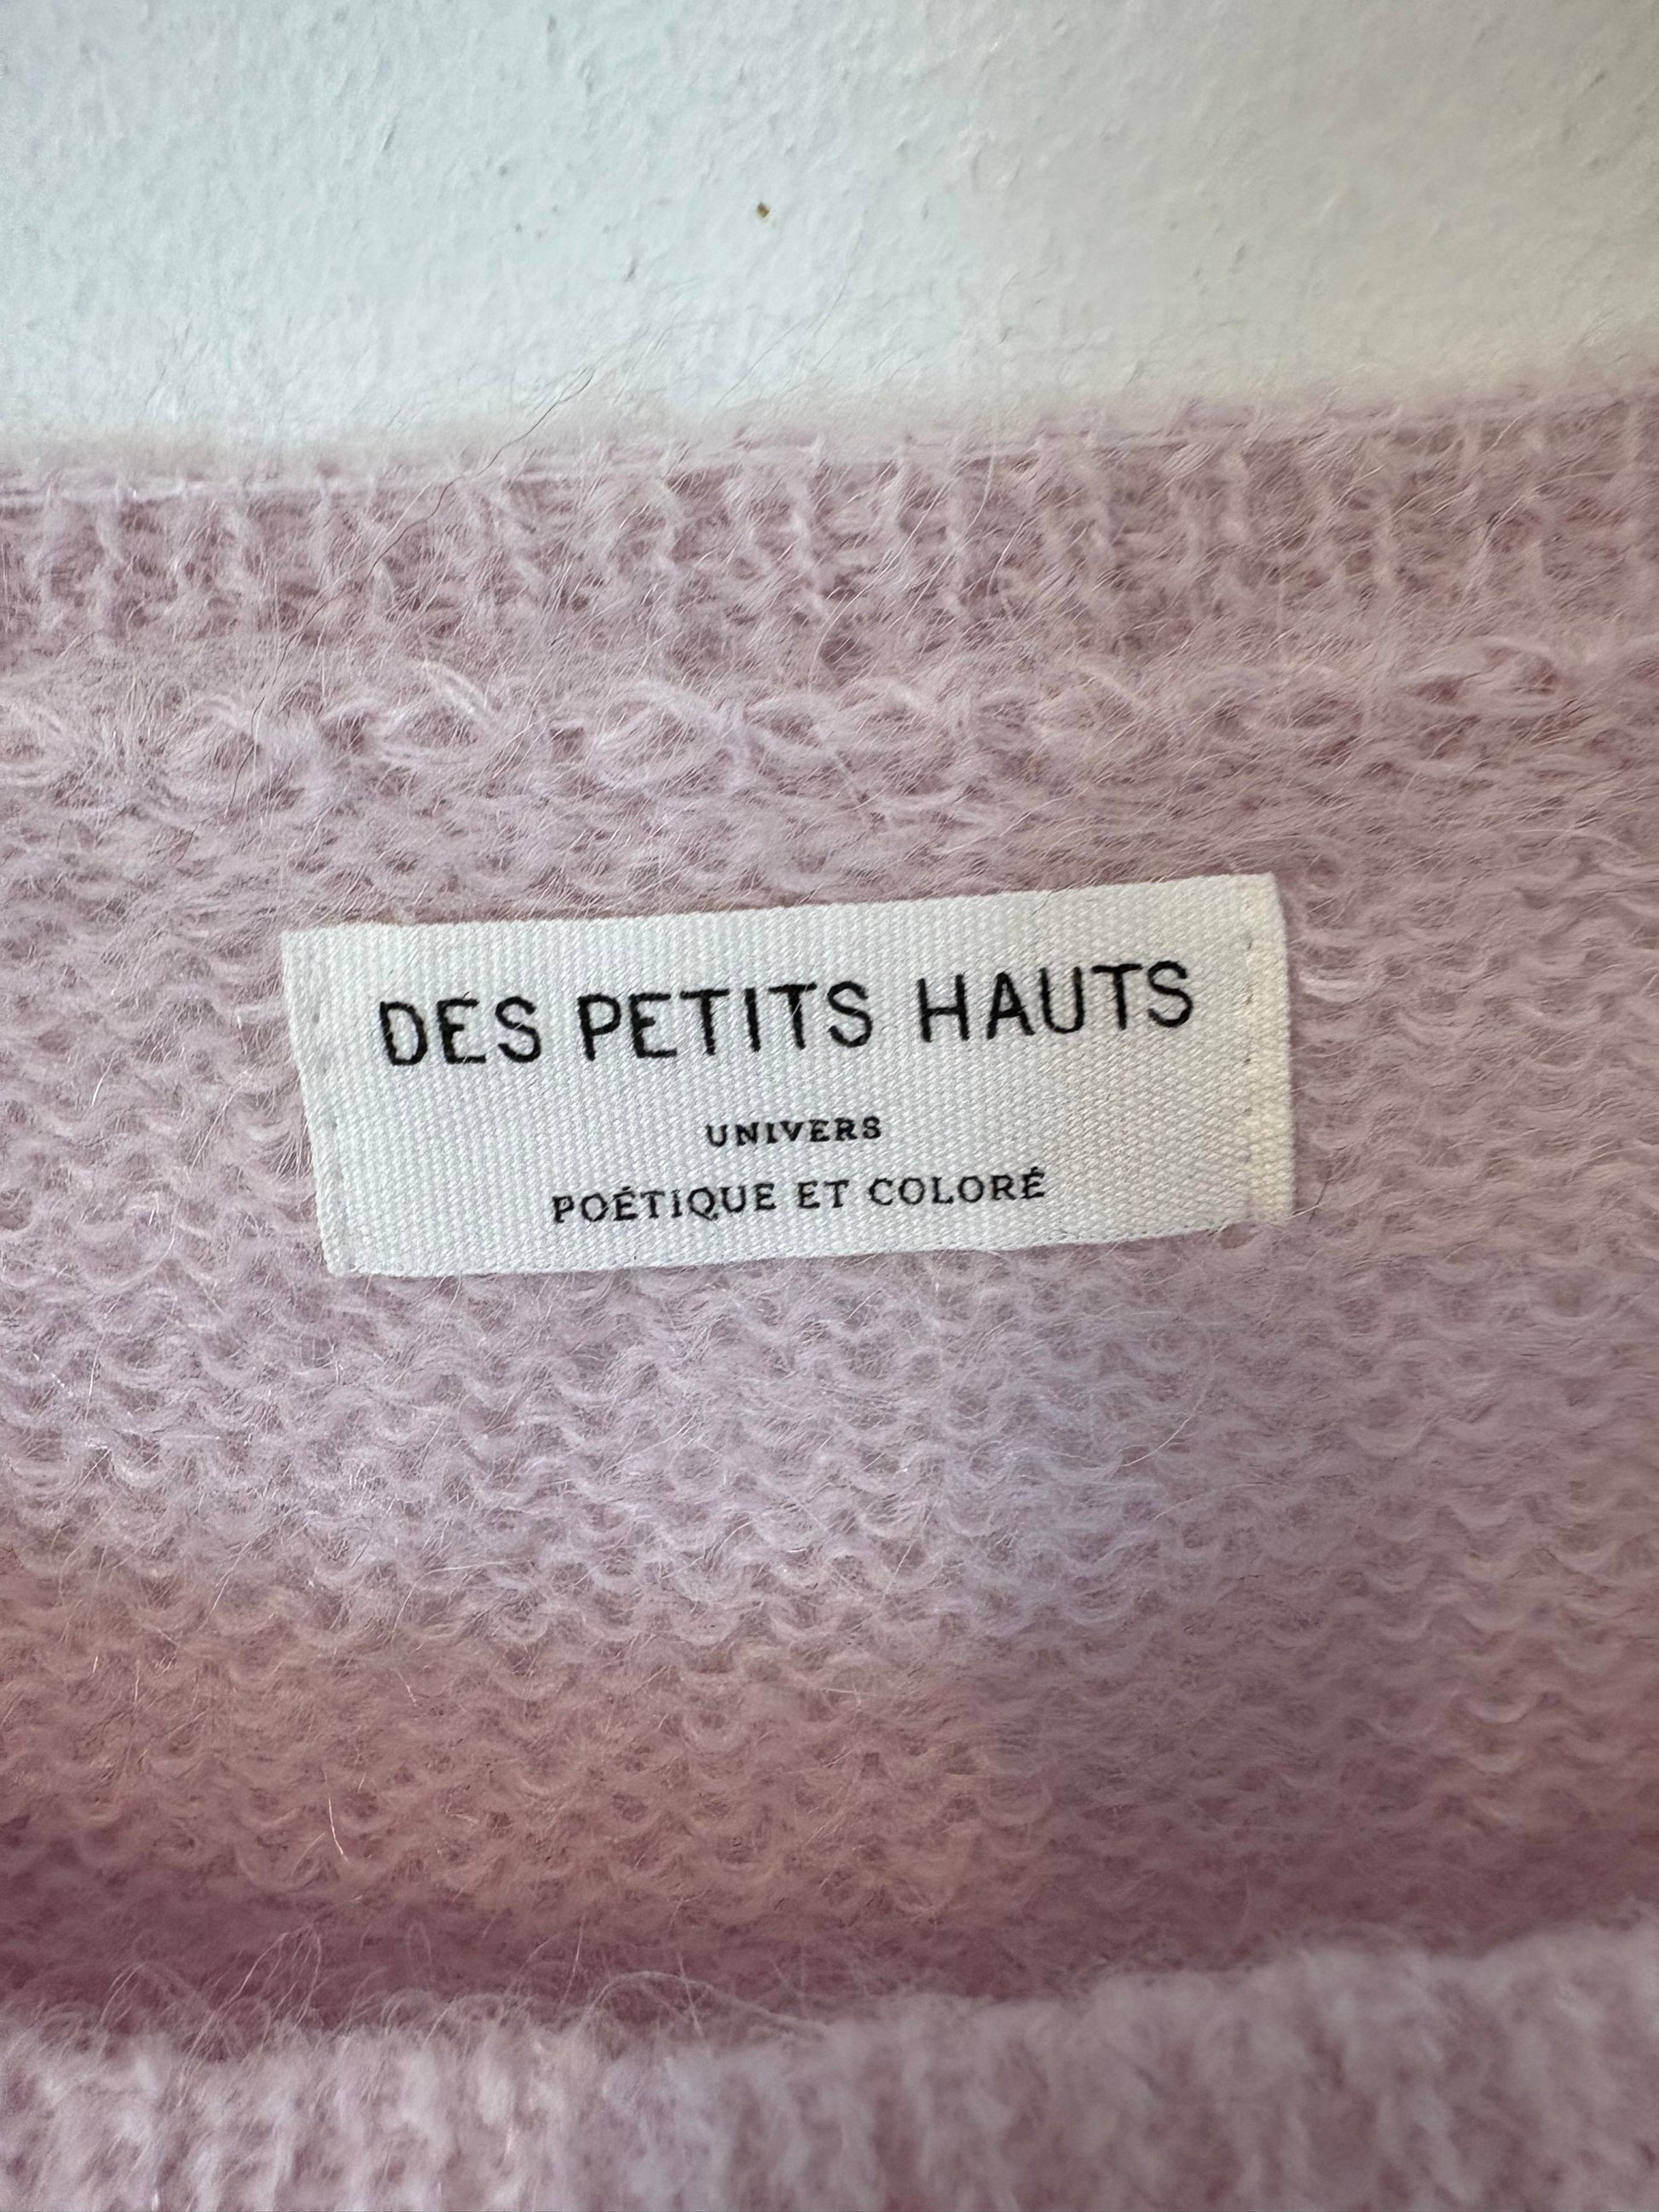 DES PETITS HAUTS
UNIVERS
POÉTIQUE ET COLORÉ